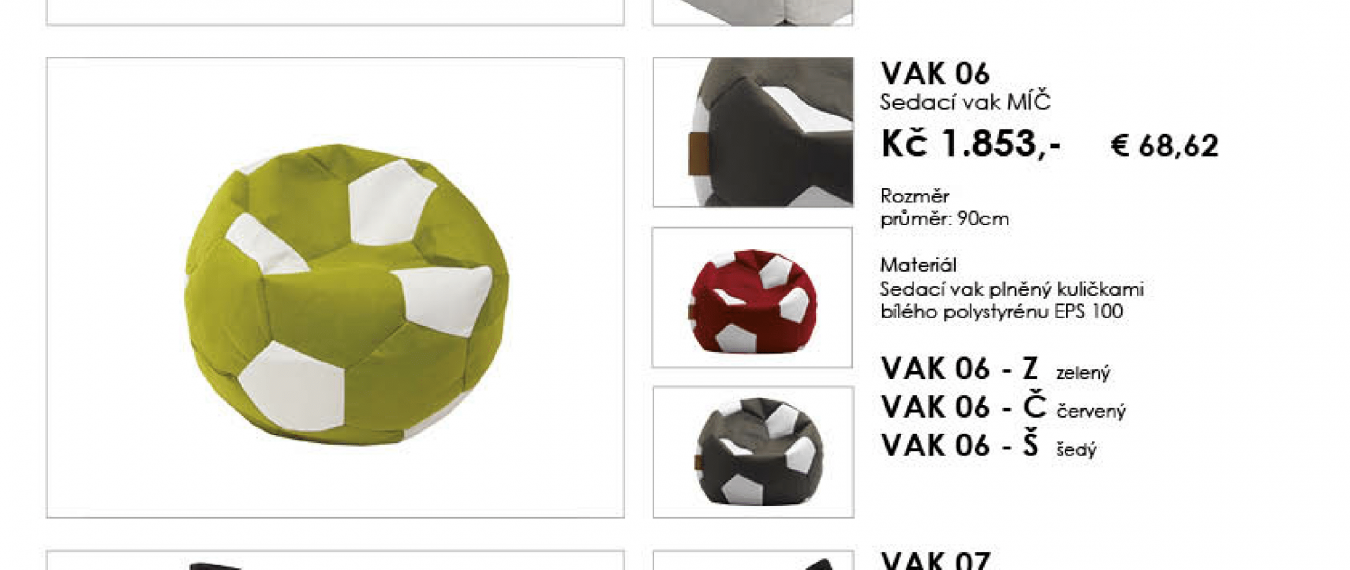 VAK 06
Sedací vak MÍČ
Kč 1.853,- € 68,62
Rozměr
průměr: 90cm
Materiál
Sedací vak plněný kuličkami
bílého polystyrénu EPS 100
VAK 06 - Z zelený
VAK 06 - Č červený
VAK 06 - Š šedý
VAK 07